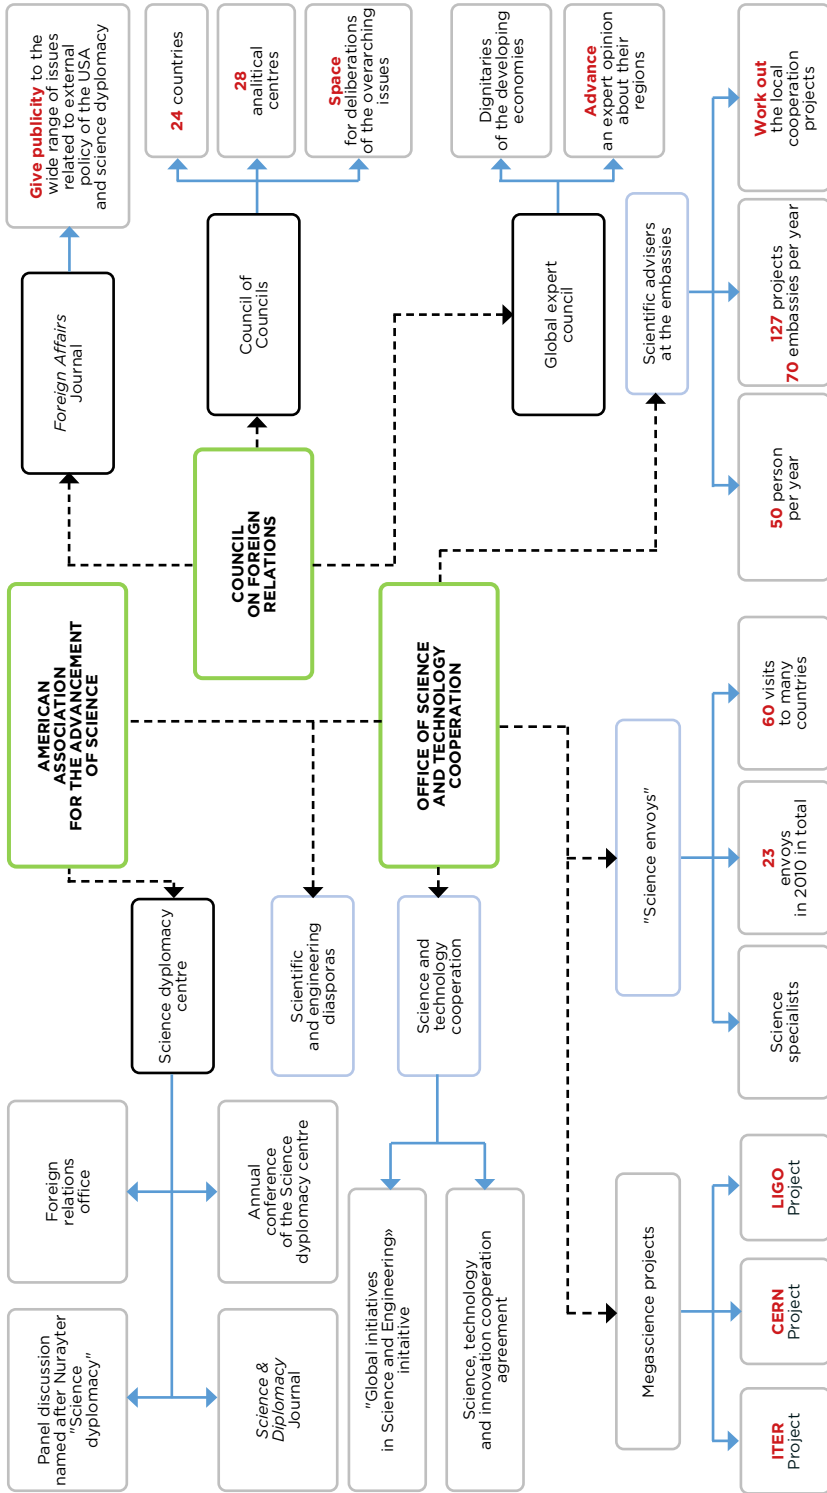 Panel discussion
named after Nurayter
"Science
dyplomacy"
Foreign
relations
office
AMERICAN
ASSOCIATION
FOR THE ADVANCEMENT
OF SCIENCE
Foreign Affairs
Journal
Give publicity to the
wide range of issues
related to external
policy of the USA
and science dyplomacy
Science dyplomacy
centre
24 countries
Science &
Diplomacy
Journal
Annual
conference
of the Science
dyplomacy centre
COUNCIL
ON FOREIGN
RELATIONS
Council of
Councils
28
analitical
centres
Space
for deliberations
of the overarching
issues
Scientific
and engineering
diasporas
"Global initiatives
in Science and Engineering»
initaitive
Science and
technology
cooperation
OFFICE OF SCIENCE
AND TECHNOLOGY
COOPERATION
Science, technology
and innovation cooperation
agreement
Global expert
council
Dignitaries
of the developing
economies
Advance
an expert opinion
about their
regions
Megascience projects
"Science envoys"
Scientific advisers
at the embassies
ITER
Project
CERN
Project
LIGO
Project
Science
specialists
23
envoys
in 2010 in total
60 visits
to many
countries
50 person
per year
127 projects
70 embassies per year
Work out
the local
cooperation
projects